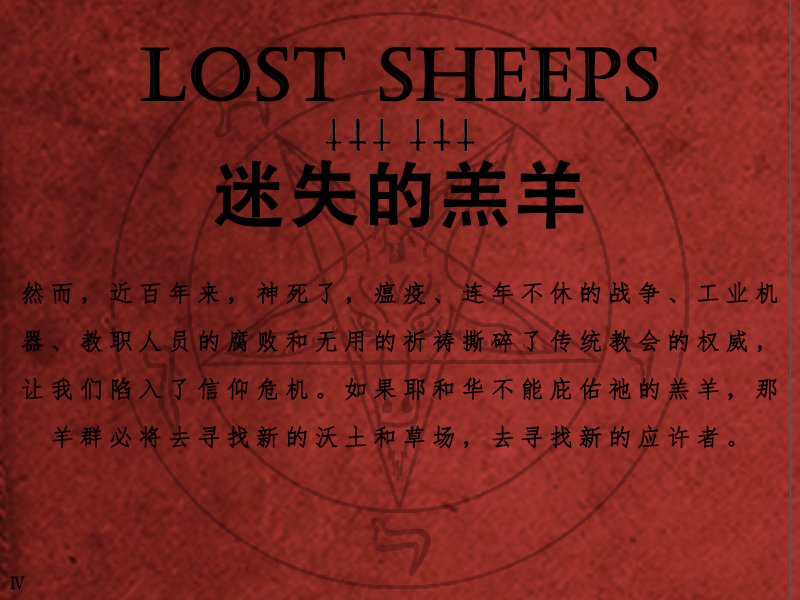 LOST SHEEPS
迷失的羔羊
然而，近百年来，神死了，瘟疫、连年不休的战争、工业机
器、教职人员的腐败和无用的祈祷撕碎了传统教会的权威，
让我们陷入了信仰危机。如果耶和华不能庇佑祂的羔羊，那
羊群必将去寻找新的沃土和草场，去寻找新的应许者。
IV